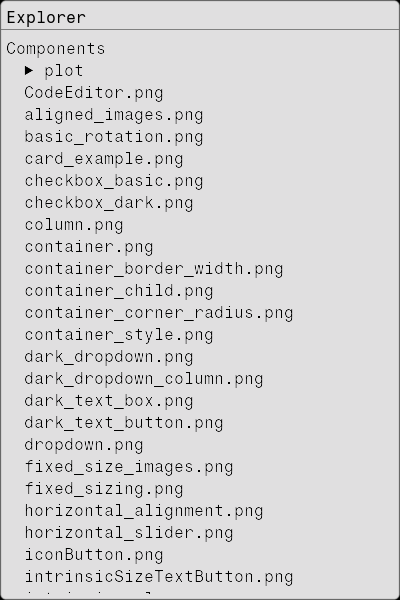 Explorer
Components
▶ plot
CodeEditor.png
aligned_images.png
basic_rotation.png
card_example.png
checkbox_basic.png
checkbox_dark.png
column.png
container.png
container_border_width.png
container_child.png
container_corner_radius.png
container_style.png
dark_dropdown.png
dark_dropdown_column.png
dark_text_box.png
dark_text_button.png
dropdown.png
fixed_size_images.png
fixed_sizing.png
horizontal_alignment.png
horizontal_slider.png
iconButton.png
intrinsicSizeTextButton.png